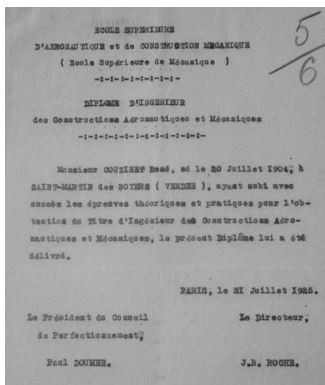 ECOLE SUPERIEURE
D'AERONAUTIQUE et de CONSTRUCTION MECANIQUE
( Ecole Supérieure de Mécanique )
-:-:-:-:-:-:-:-:-
DIPLOME D'INGENIEUR
des Constructions Aéronautiques et Mécaniques
-:-:-:-:-:-:-:-:-:-:-
Monsieur COUZINET René, né le 20 Juillet 1904, à
SAINT-MARTIN des NOYERS ( VENDEE ), ayant subi avec
succès les épreuves théoriques et pratiques pour l'ob-
tention du Titre d'Ingénieur des Constructions Aéro-
nautiques et Mécaniques, le présent Diplôme lui a été
délivré.
PARIS, le 31 Juillet 1925.
Le Président du Conseil
de Perfectionnement,
Le Directeur,
Paul DOUMER.
J.B. ROCHE.
5/6